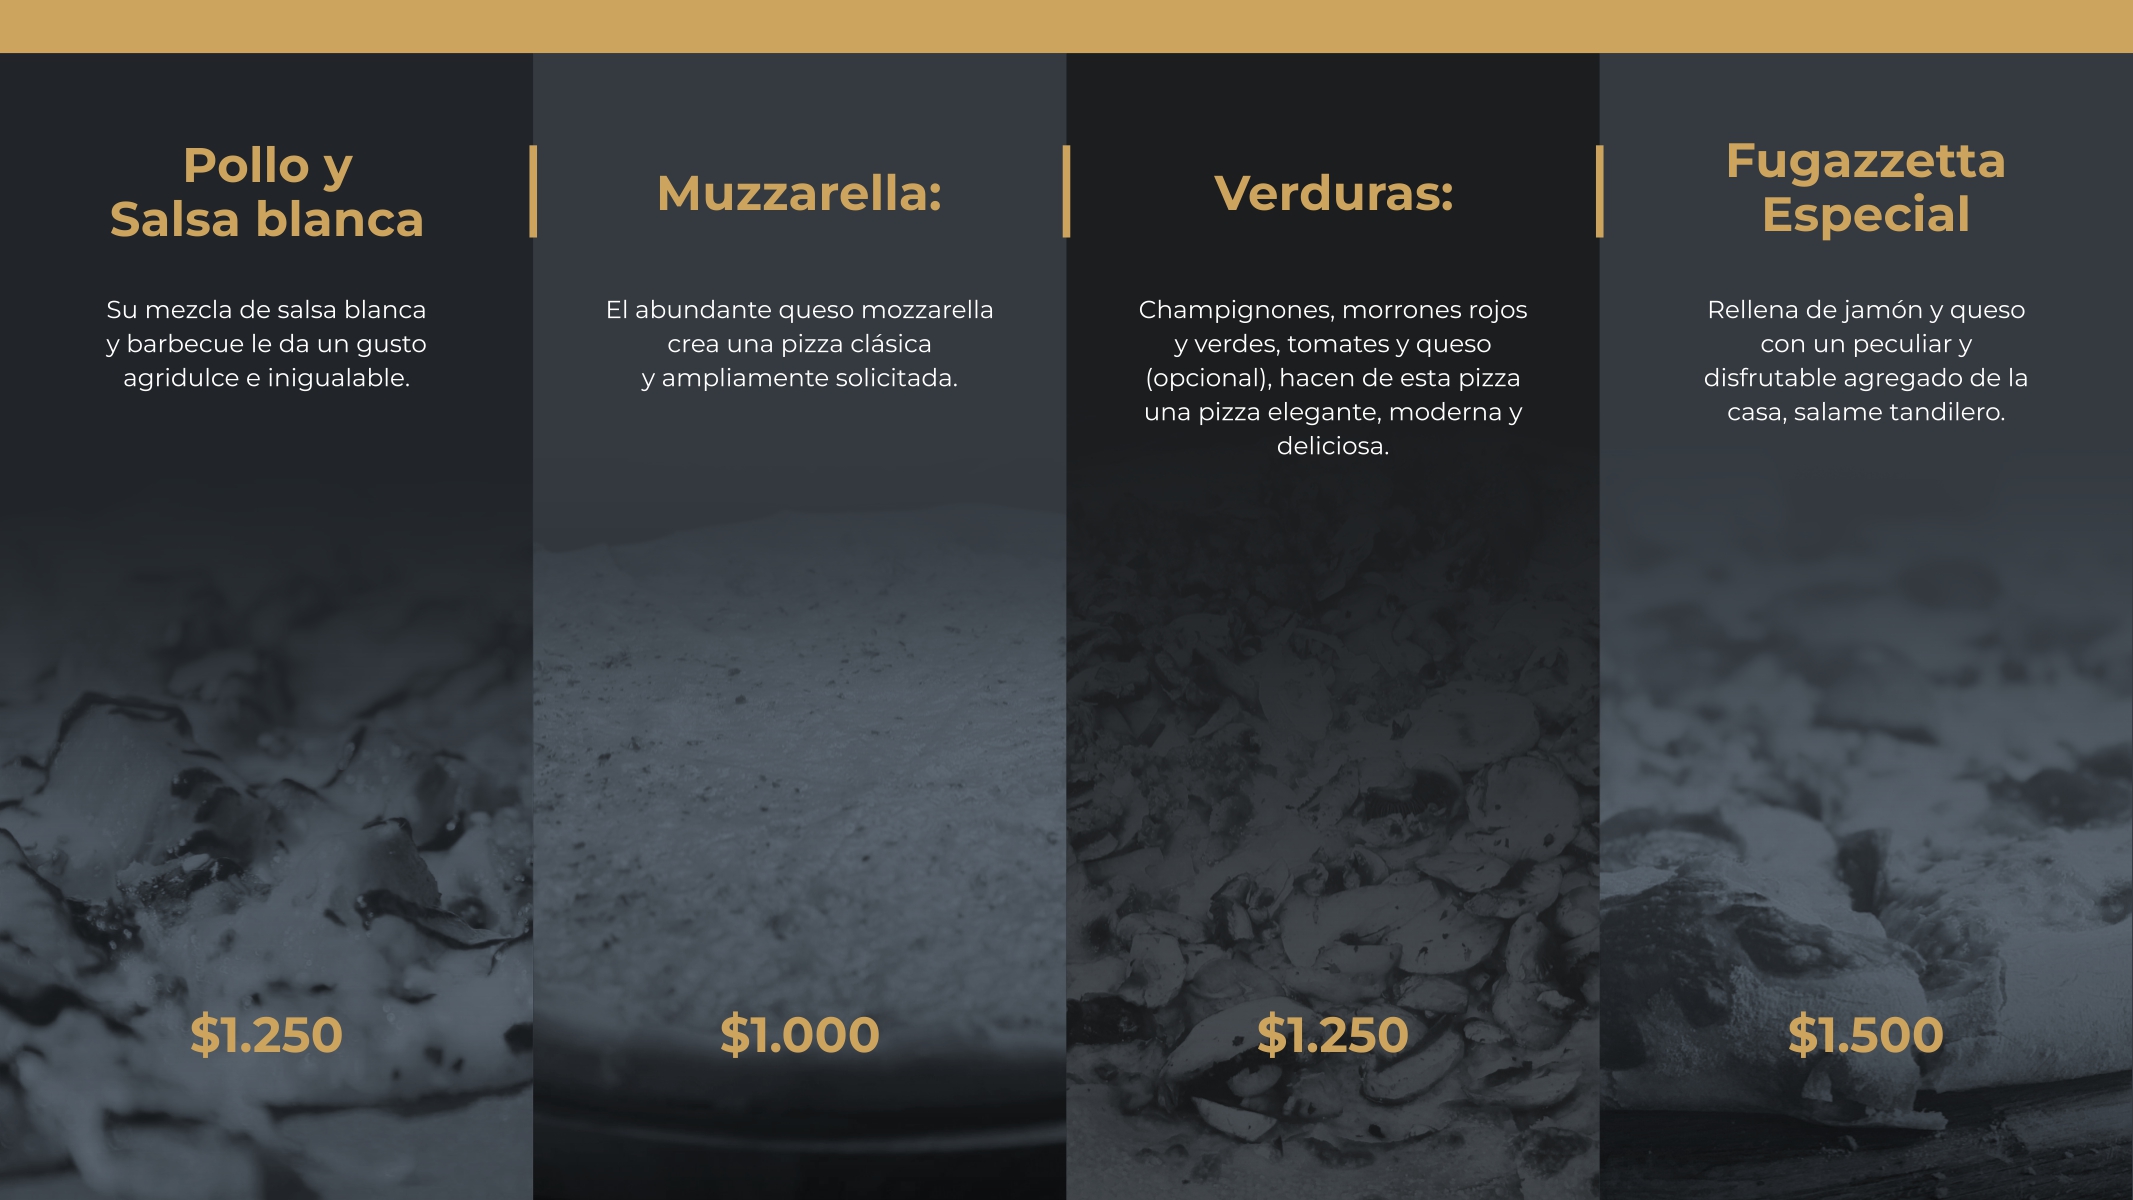 Pollo y
Salsa blanca
Su mezcla de salsa blanca
y barbecue le da un gusto
agridulce e inigualable.
$1.250
Muzzarella:
El abundante queso mozzarella
crea una pizza clásica
y ampliamente solicitada.
$1.000
Verduras:
Champignones, morrones rojos
y verdes, tomates y queso
(opcional), hacen de esta pizza
una pizza elegante, moderna y
deliciosa.
$1.250
Fugazzetta
Especial
Rellena de jamón y queso
con un peculiar y
disfrutable agregado de la
casa, salame tandilero.
$1.500